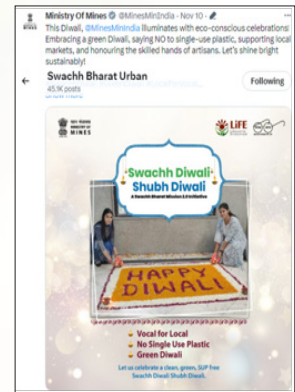 Ministry Of Mines @MinesMinIndia · Nov 10 ·
This Diwali, @MinesMinIndia illuminates with eco-conscious celebrations!
Embracing a green Diwali, saying NO to single-use plastic, supporting local
markets, and honouring the skilled hands of artisans. Let's shine bright
sustainably!
Swachh Bharat Urban
Following
45.1K posts
MINES
LiFE
Swachh Diwali
Shubh Diwali
A Swachh Bharat Mission 2.0 Initiative
HAPPY
DIWALI
Vocal for Local
No Single Use Plastic
Green Diwali
Let us celebrate a clean, green, SUP free
Swachh Diwali Shubh Diwali.